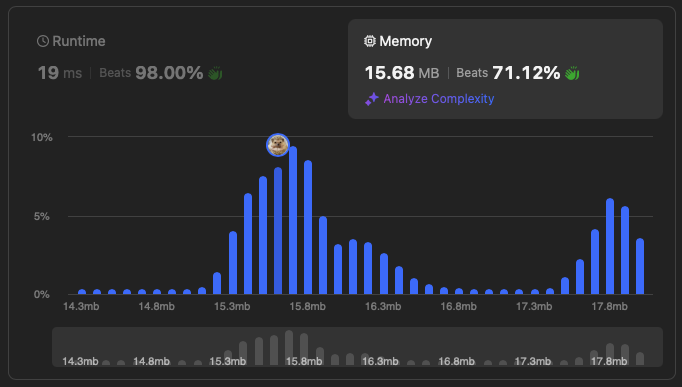 Runtime
19 ms | Beats 98.00%
Memory
15.68 MB | Beats 71.12%
Analyze Complexity
10%
5%
0%
14.3mb 14.8mb 15.3mb 15.8mb 16.3mb 16.8mb 17.3mb 17.8mb
14.3mb 14.8mb 15.3mb 15.8mb 16.3mb 16.8mb 17.3mb 17.8mb